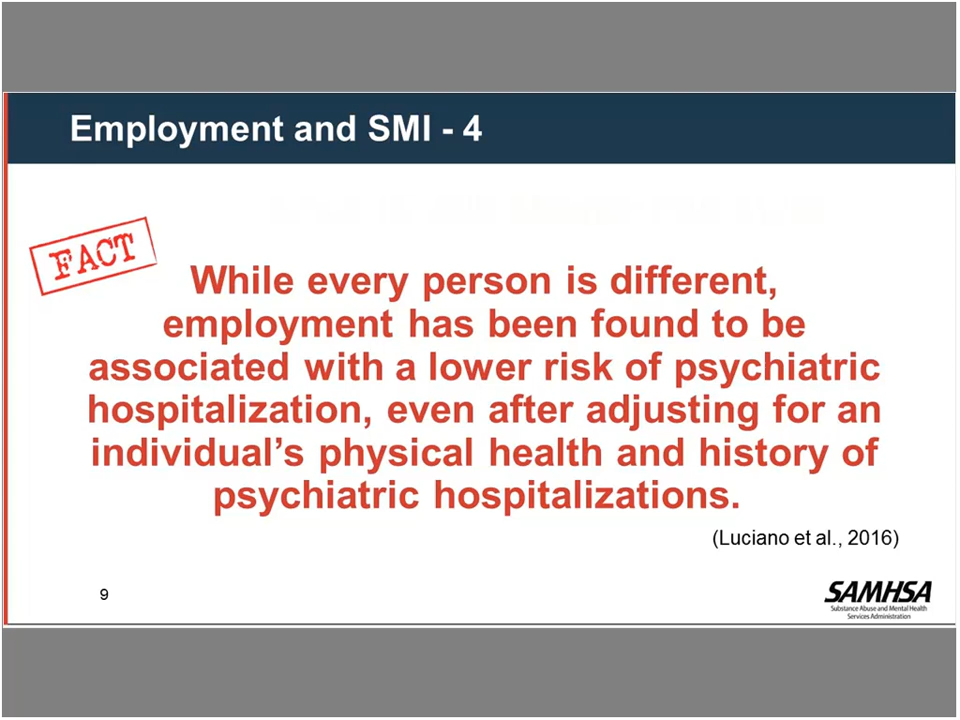 Employment and SMI - 4
FACT
While every person is different,
employment has been found to be
associated with a lower risk of psychiatric
hospitalization, even after adjusting for an
individual’s physical health and history of
psychiatric hospitalizations.
(Luciano et al., 2016)
9
SAMHSA
Substance Abuse and Mental Health
Services Administration